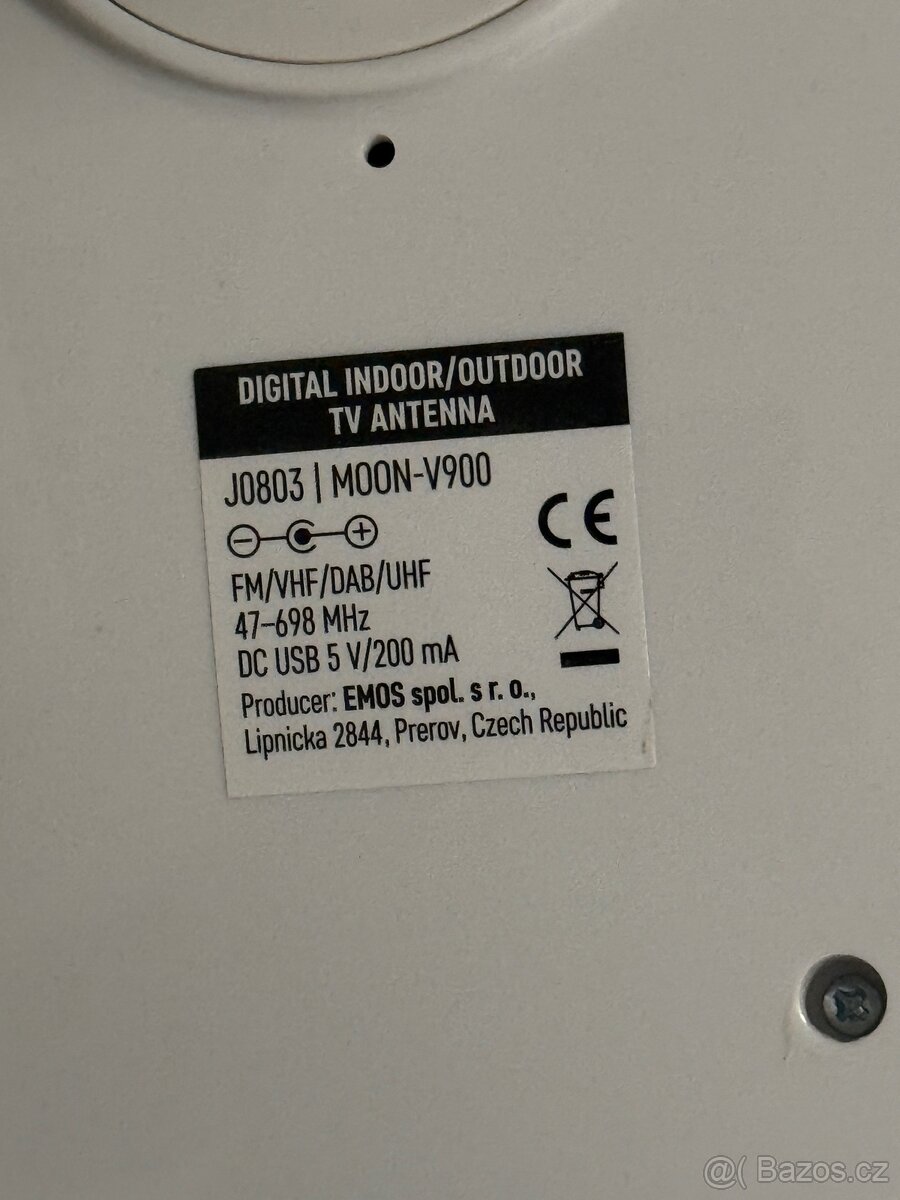 DIGITAL INDOOR/OUTDOOR
TV ANTENNA
J0803 | MOON-V900
CE
FM/VHF/DAB/UHF
47–698 MHz
DC USB 5 V/200 mA
Producer: EMOS spol. s r. o.,
Lipnicka 2844, Prerov, Czech Republic
@( Bazos.cz